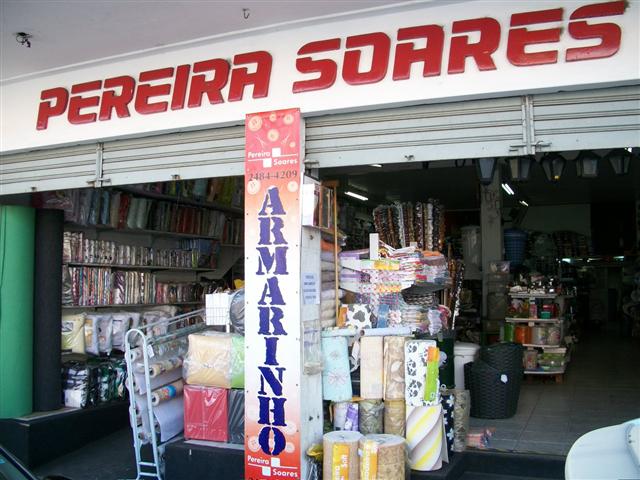 PEREIRA SOARES
Pereira
Soares
2484-4209
ARMARINHO
Pereira
Soares